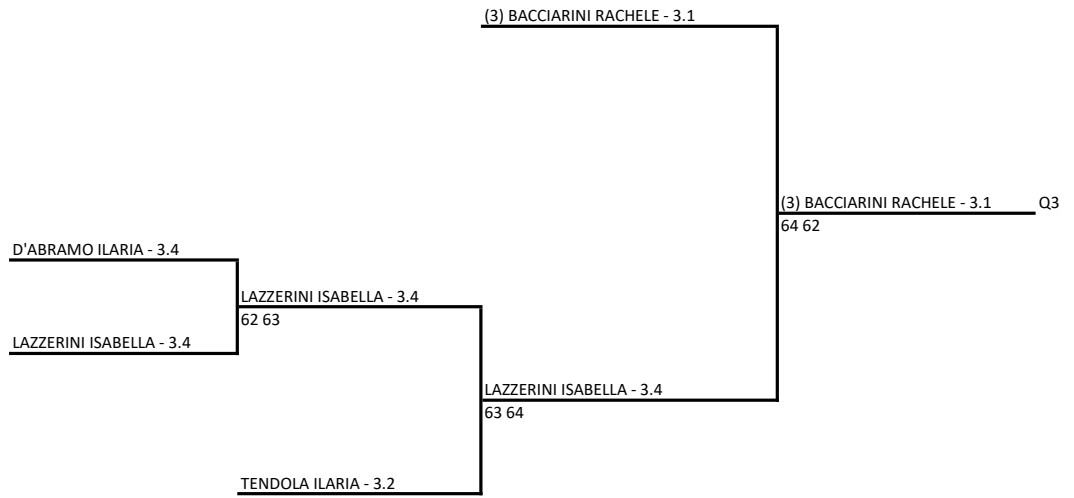 (3) BACCIARINI RACHELE - 3.1
(3) BACCIARINI RACHELE - 3.1
Q3
64 62
D'ABRAMO ILARIA - 3.4
LAZZERINI ISABELLA - 3.4
62 63
LAZZERINI ISABELLA - 3.4
LAZZERINI ISABELLA - 3.4
63 64
TENDOLA ILARIA - 3.2